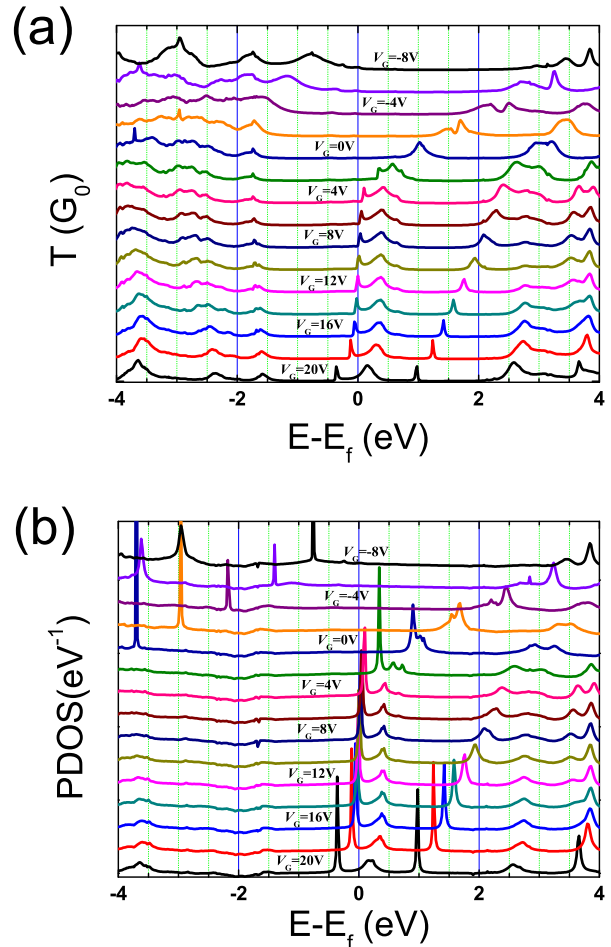 (a)
T (G0)
VG=-8V
VG=-4V
VG=0V
VG=4V
VG=8V
VG=12V
VG=16V
VG=20V
-4 -2 0 2 4
E-Ef (eV)
(b)
PDOS(eV-1)
VG=-8V
VG=-4V
VG=0V
VG=4V
VG=8V
VG=12V
VG=16V
VG=20V
-4 -2 0 2 4
E-Ef (eV)